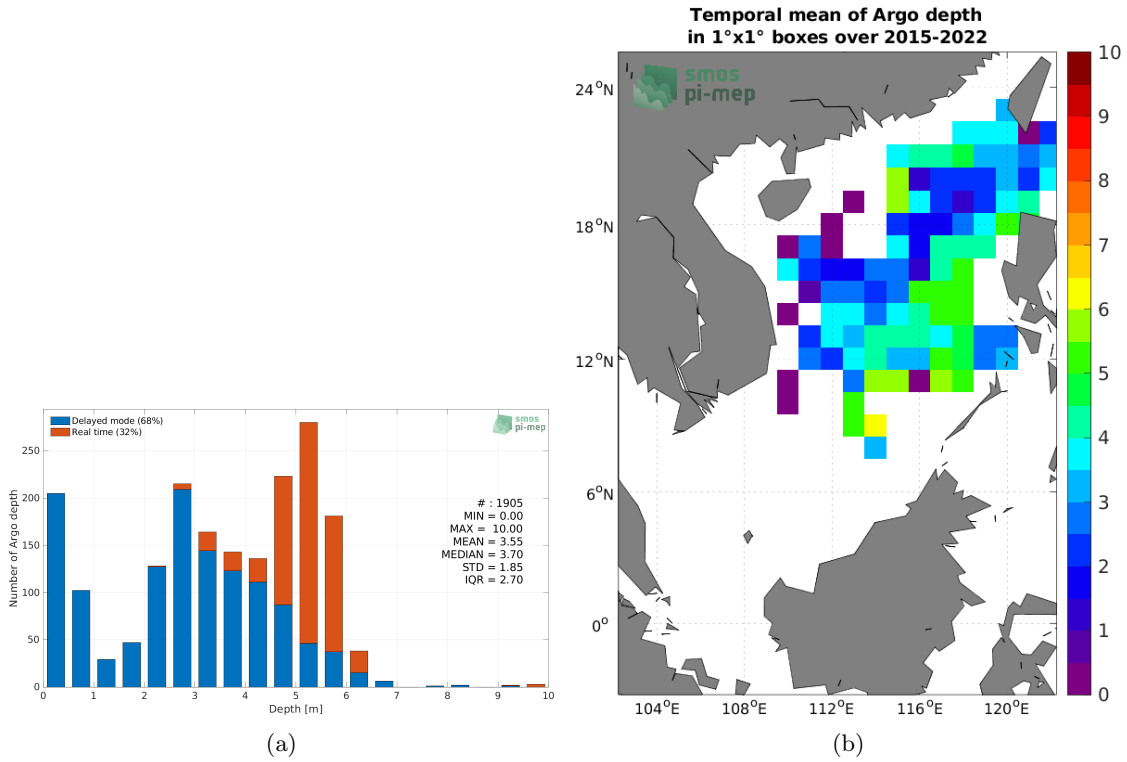 Temporal mean of Argo depth
in 1°x1° boxes over 2015-2022
smos
pi-mep
24°N
18°N
12°N
6°N
0°
104°E
108°E
112°E
116°E
120°E
10
9
8
7
6
5
4
3
2
1
0
Delayed mode (68%)
Real time (32%)
smos
pi-mep
# : 1905
MIN = 0.00
MAX = 10.00
MEAN = 3.55
MEDIAN = 3.70
STD = 1.85
IQR = 2.70
Number of Argo depth
250
200
150
100
50
0
0 1 2 3 4 5 6 7 8 9 10
Depth [m]
(a)
(b)